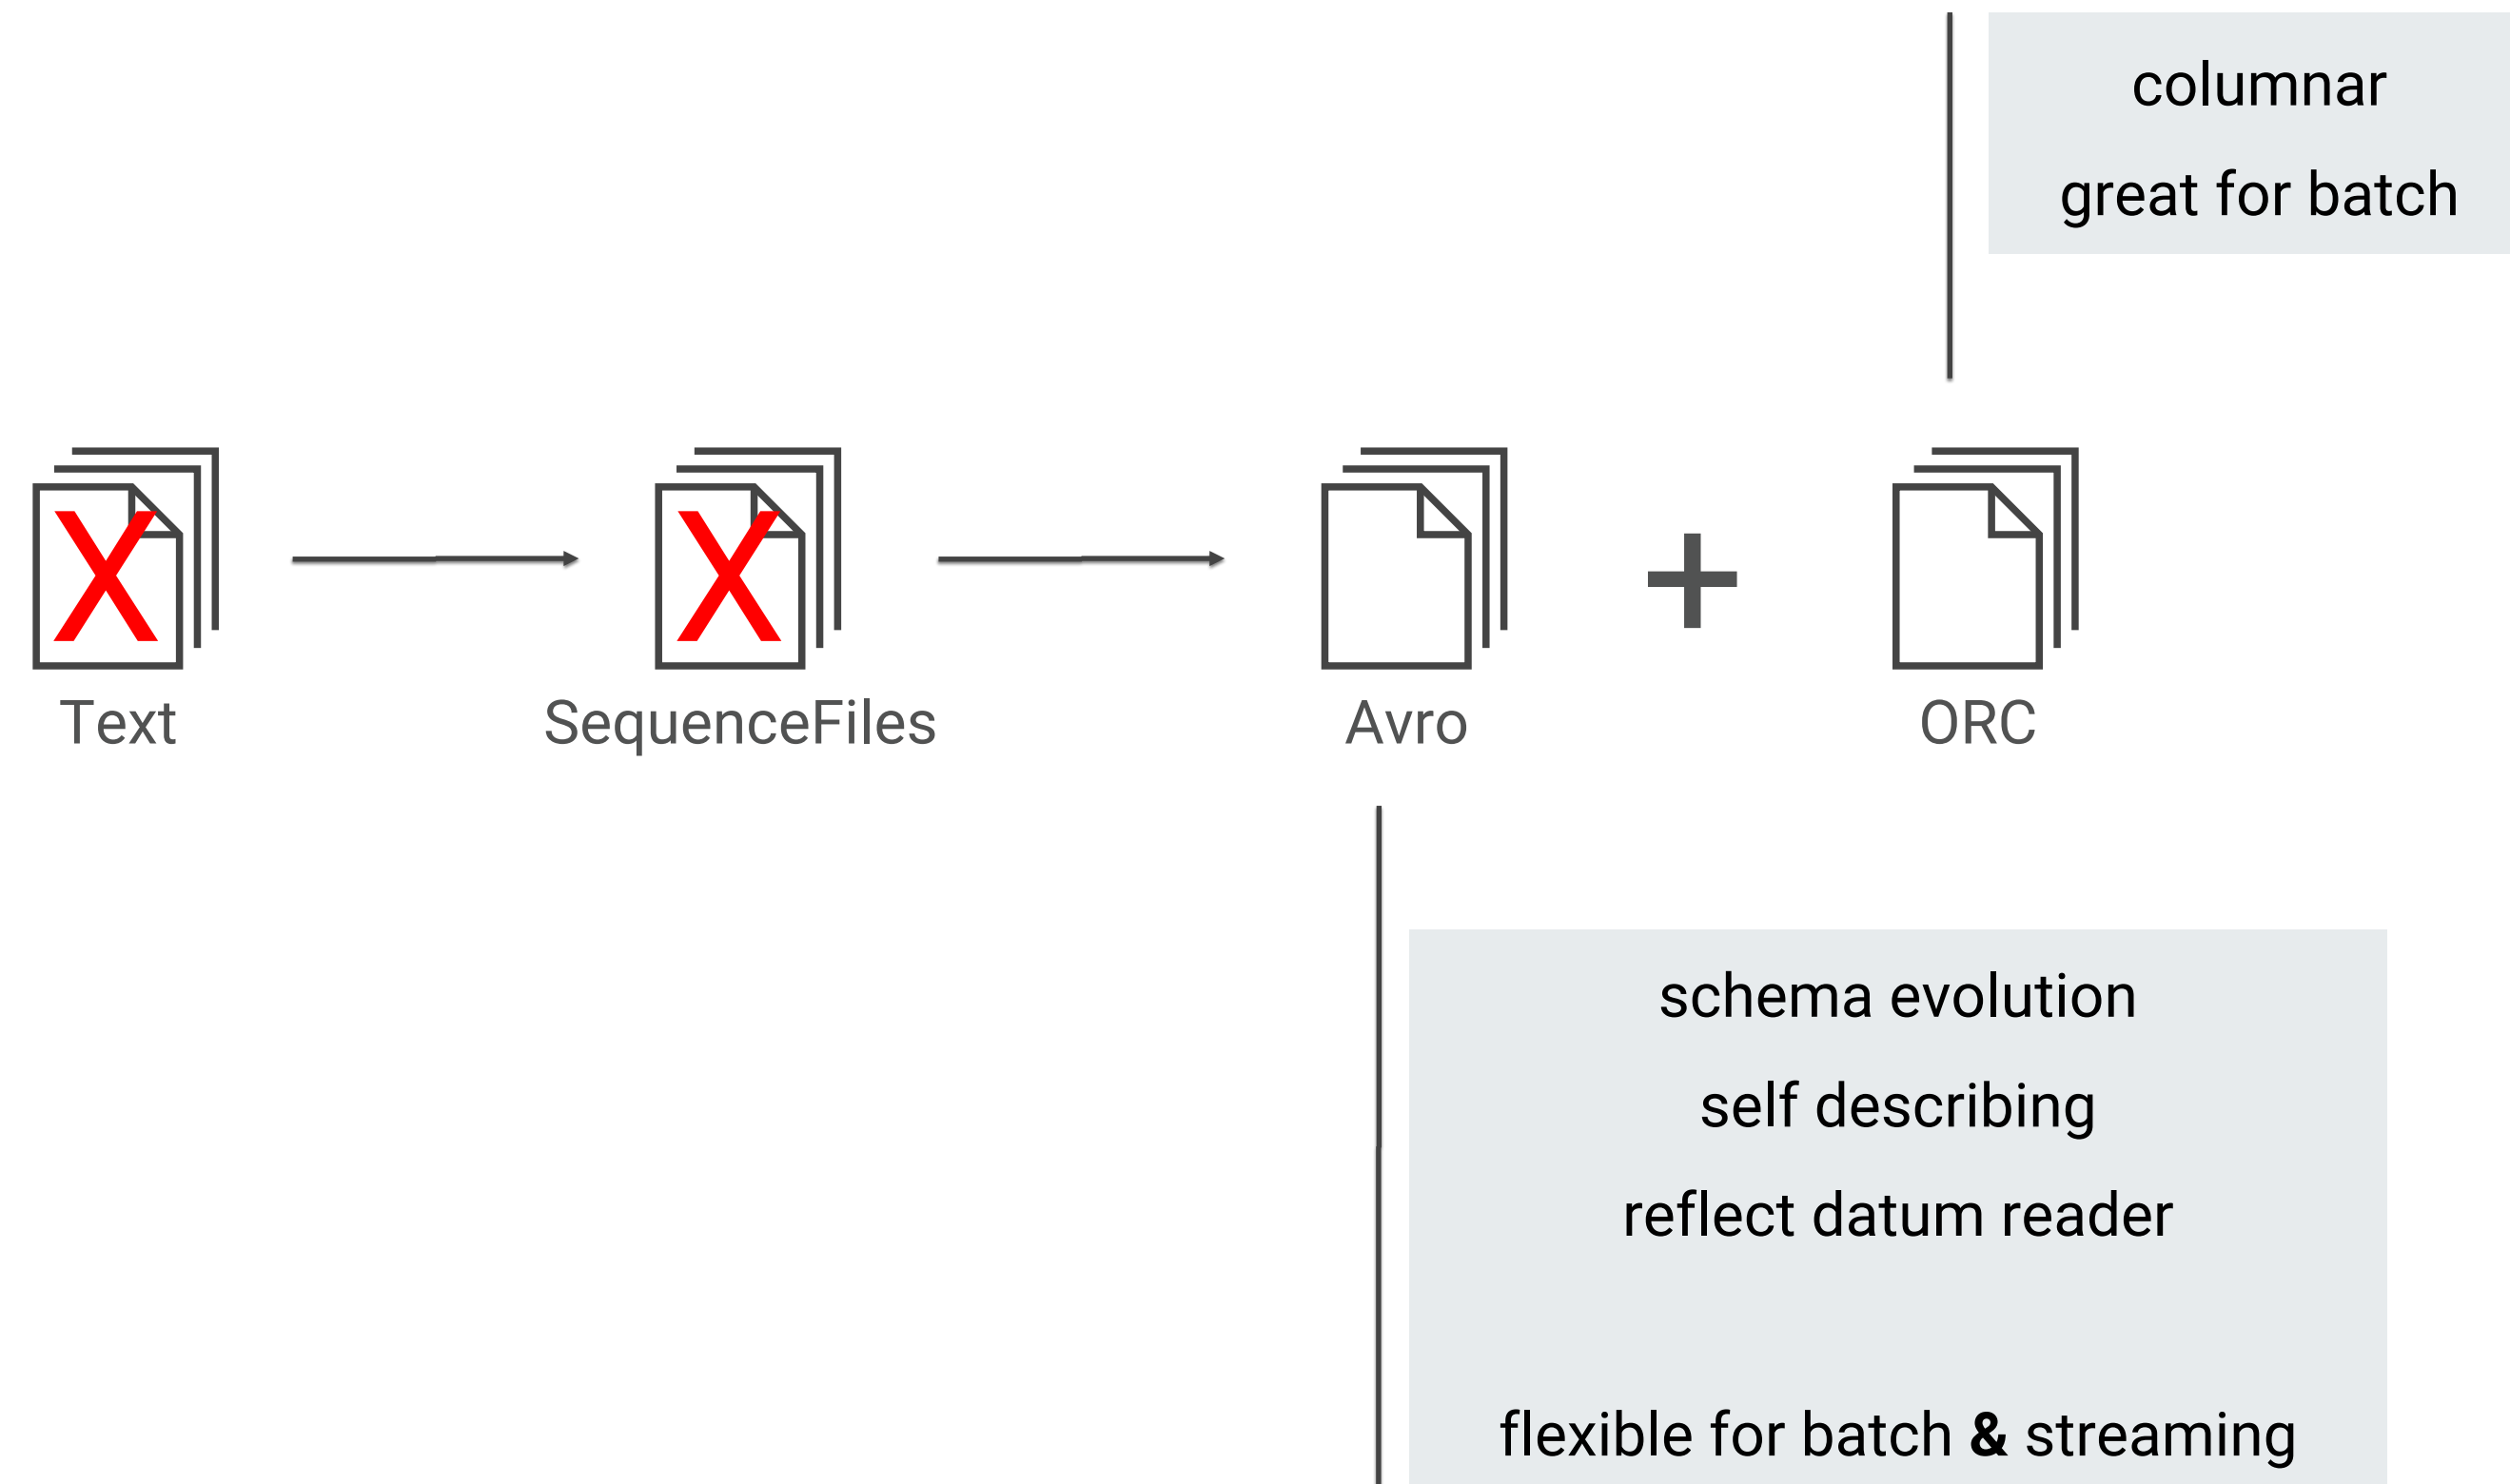 columnar
great for batch
X
X
+
Text
SequenceFiles
Avro
ORC
schema evolution
self describing
reflect datum reader
flexible for batch & streaming